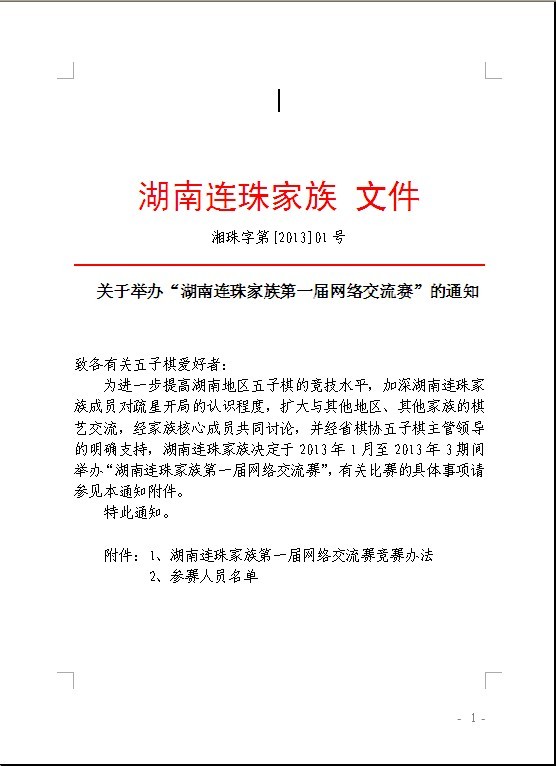 湖南连珠家族 文件
湘珠字第[2013]01号
关于举办“湖南连珠家族第一届网络交流赛”的通知
致各有关五子棋爱好者：
为进一步提高湖南地区五子棋的竞技水平，加深湖南连珠家
族成员对疏星开局的认识程度，扩大与其他地区、其他家族的棋
艺交流，经家族核心成员共同讨论，并经省棋协五子棋主管领导
的明确支持，湖南连珠家族决定于2013年1月至2013年3期间
举办“湖南连珠家族第一届网络交流赛”，有关比赛的具体事项请
参见本通知附件。
特此通知。
附件：1、湖南连珠家族第一届网络交流赛竞赛办法
2、参赛人员名单
- 1 -